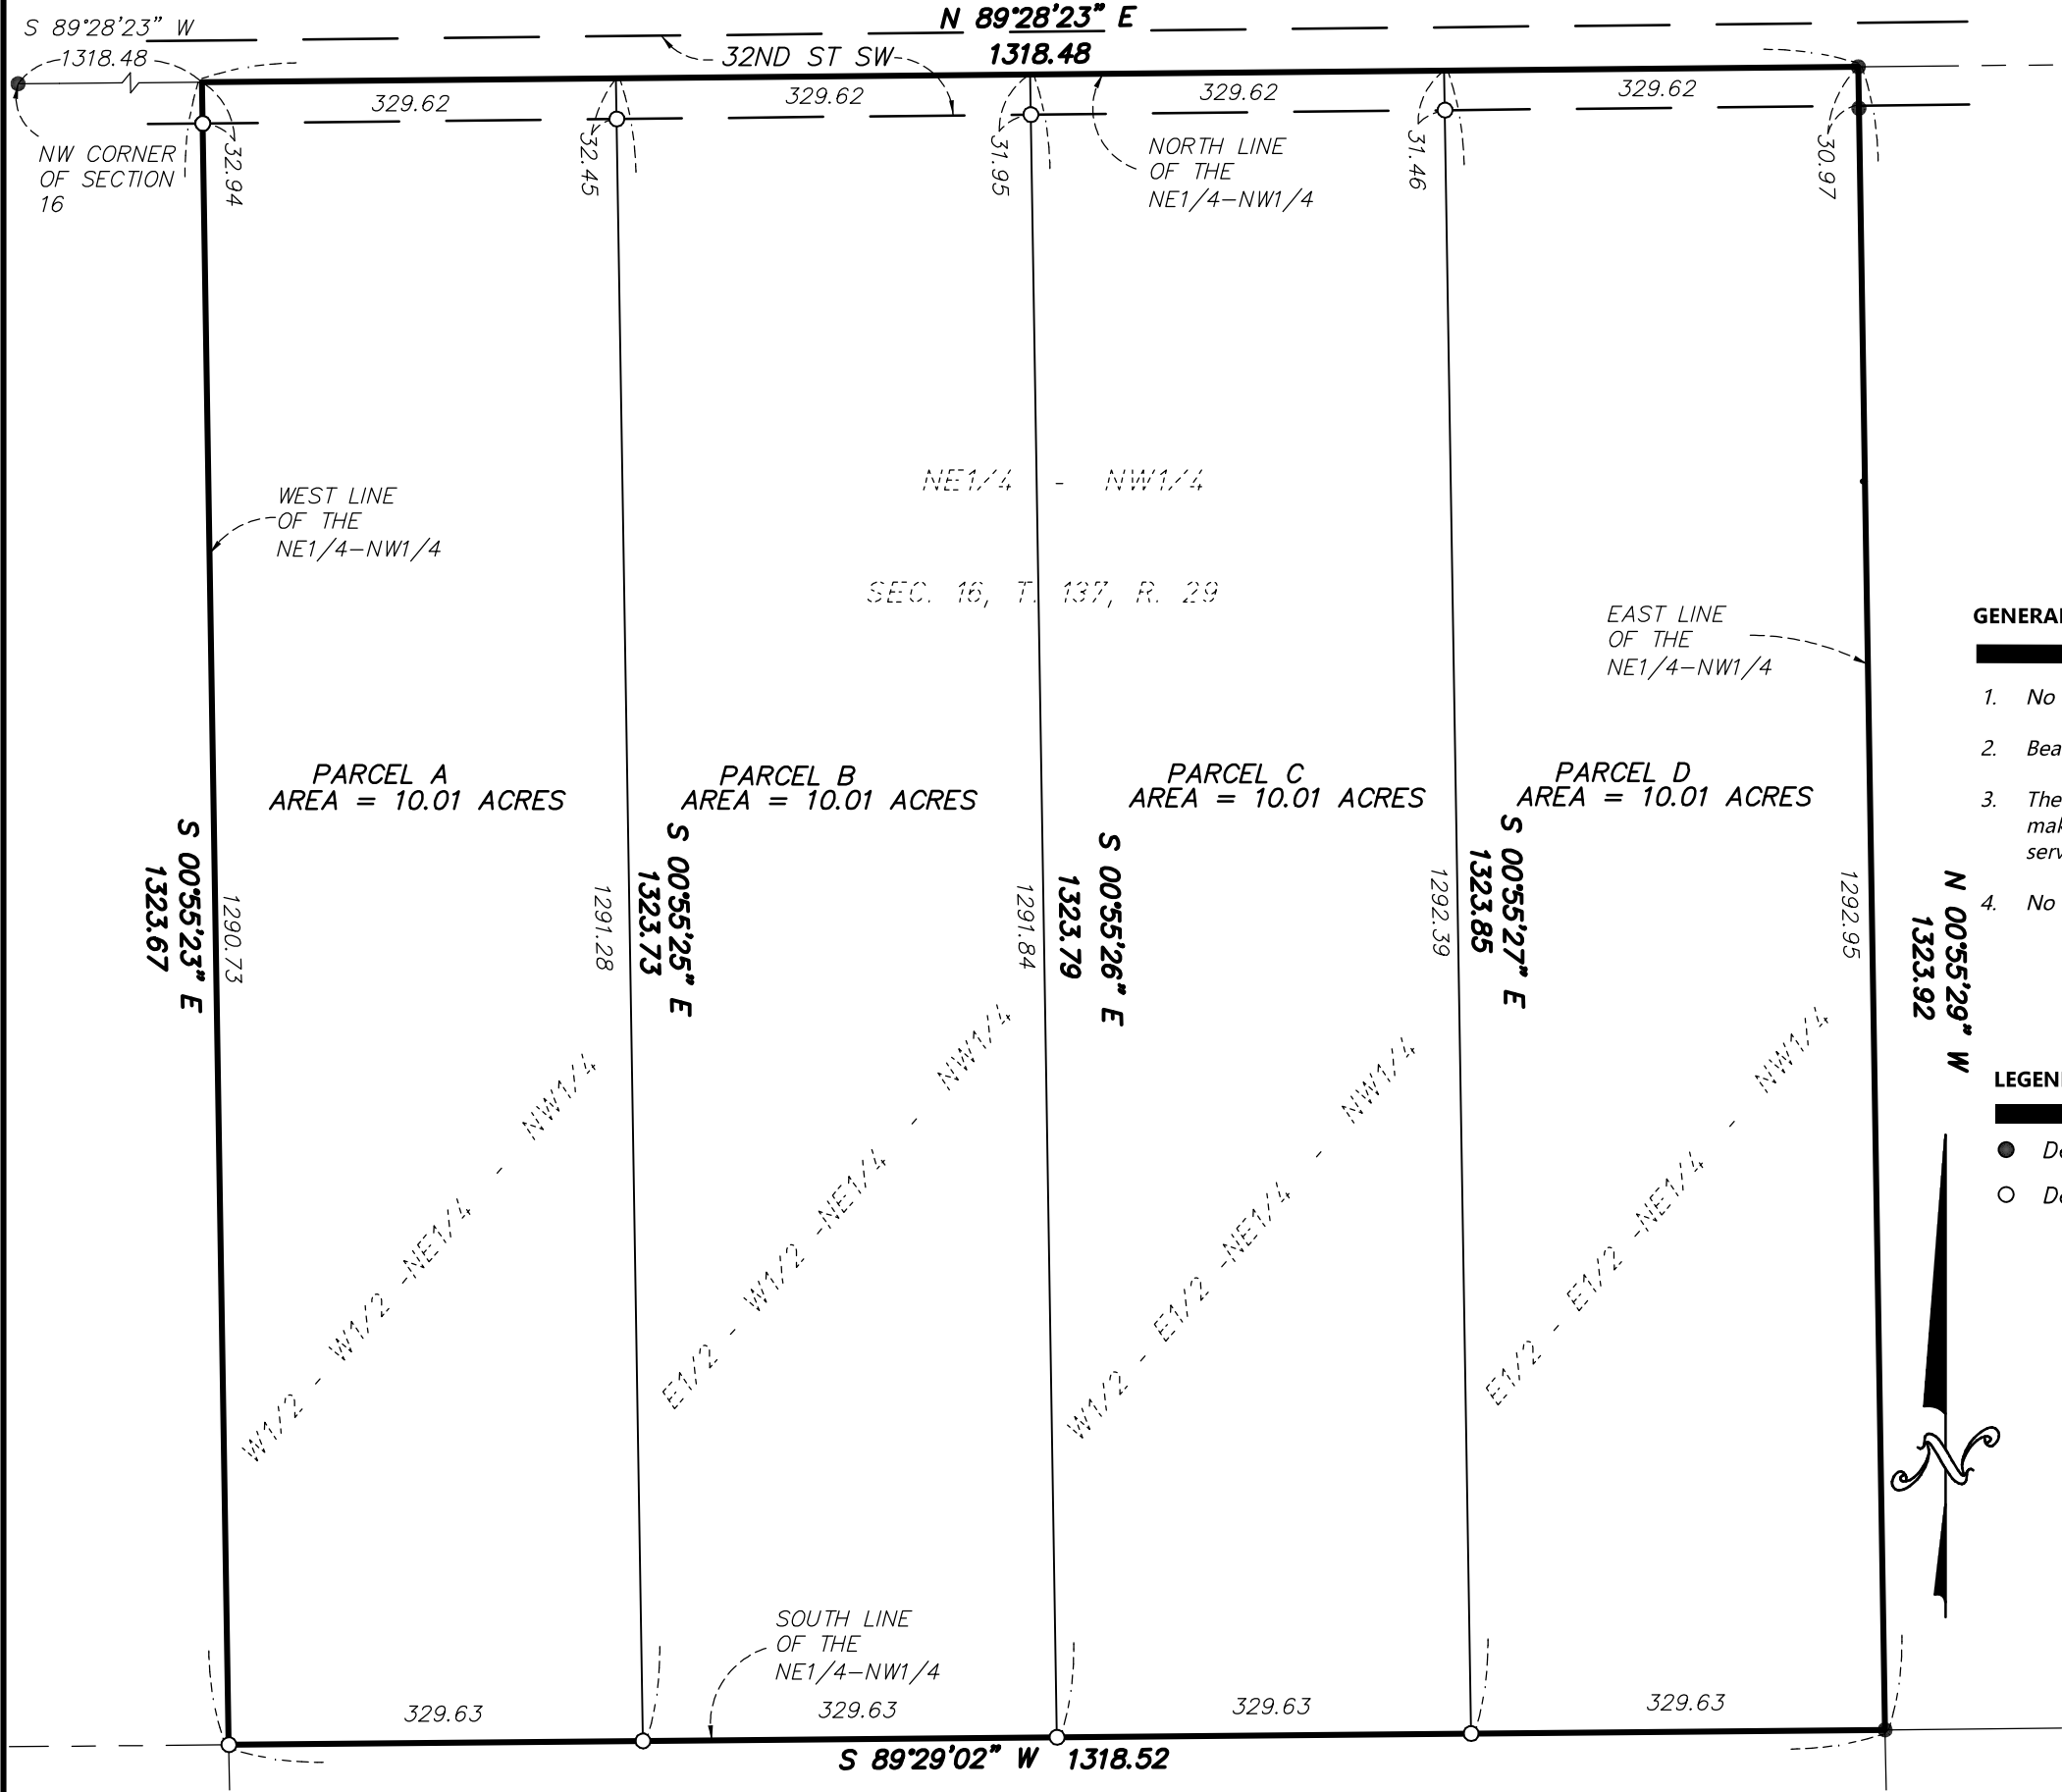 S 89°28'23" W
1318.48
N 89°28'23" E
1318.48
32ND ST SW
329.62
329.62
329.62
329.62
NW CORNER
OF SECTION
16
32.94
32.45
31.95
31.46
30.97
NORTH LINE
OF THE
NE1/4-NW1/4
NE1/4 - NW1/4
SEC. 16, T. 137, R. 29
WEST LINE
OF THE
NE1/4-NW1/4
EAST LINE
OF THE
NE1/4-NW1/4
PARCEL A
AREA = 10.01 ACRES
PARCEL B
AREA = 10.01 ACRES
PARCEL C
AREA = 10.01 ACRES
PARCEL D
AREA = 10.01 ACRES
S 00°55'23" E
1323.67
1290.73
1291.28
S 00°55'25" E
1323.73
1291.84
S 00°55'26" E
1323.79
1292.39
S 00°55'27" E
1323.85
1292.95
N 00°55'29" W
1323.92
W1/2 - W1/2 -NE1/4 - NW1/4
E1/2 - W1/2 -NE1/4 - NW1/4
W1/2 - E1/2 -NE1/4 - NW1/4
E1/2 - E1/2 -NE1/4 - NW1/4
SOUTH LINE
OF THE
NE1/4-NW1/4
329.63
329.63
329.63
329.63
S 89°29'02" W 1318.52
GENERAL
1. No
2. Bea
3. The
mak
serv
4. No
LEGEN
De
De
N